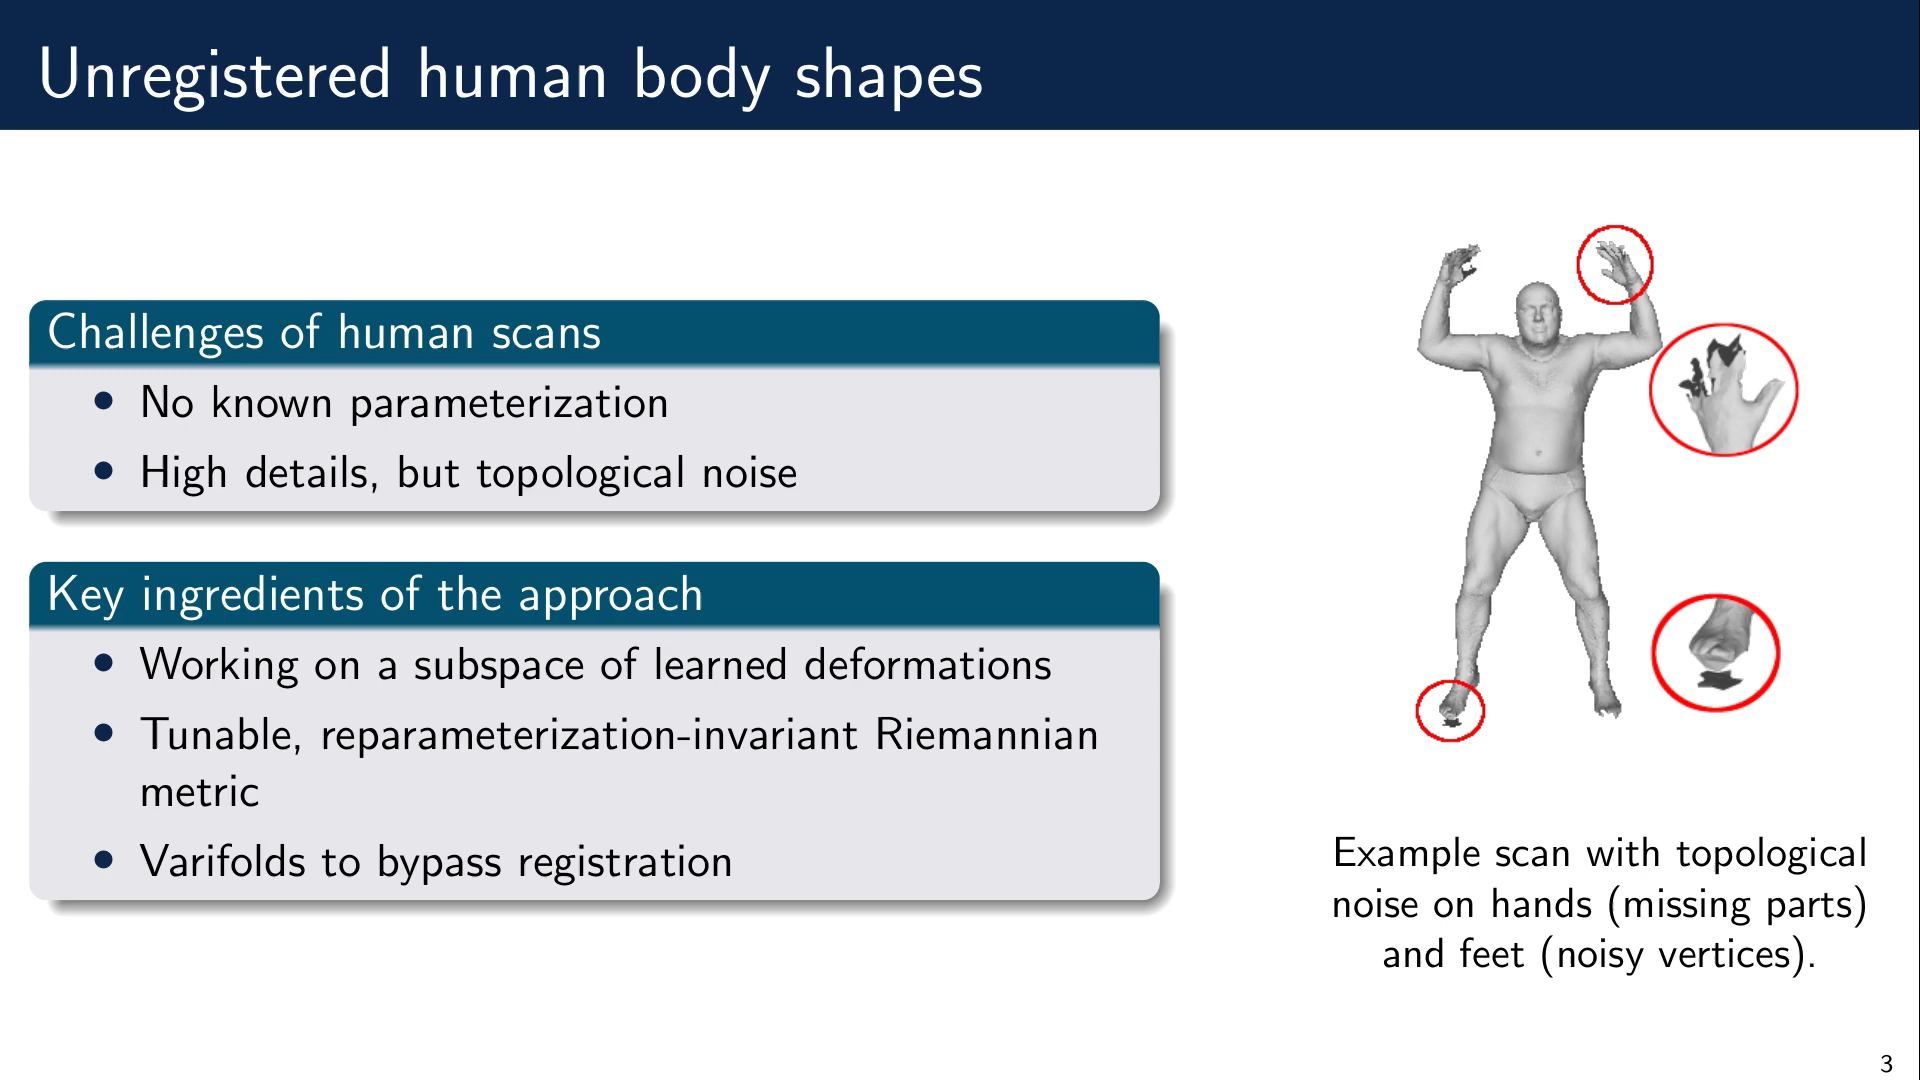 Unregistered human body shapes
Challenges of human scans
• No known parameterization
• High details, but topological noise
Key ingredients of the approach
• Working on a subspace of learned deformations
• Tunable, reparameterization-invariant Riemannian
metric
• Varifolds to bypass registration
Example scan with topological
noise on hands (missing parts)
and feet (noisy vertices).
3